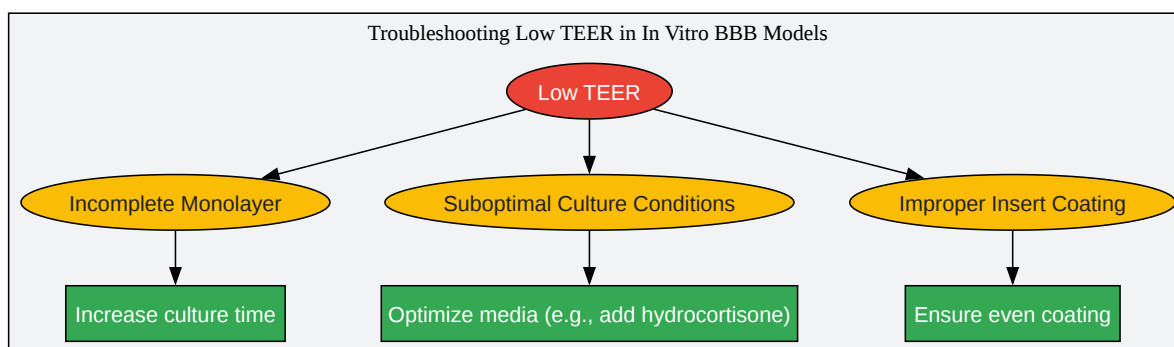 Troubleshooting Low TEER in In Vitro BBB Models
Low TEER
Incomplete Monolayer
Suboptimal Culture Conditions
Improper Insert Coating
Increase culture time
Optimize media (e.g., add hydrocortisone)
Ensure even coating